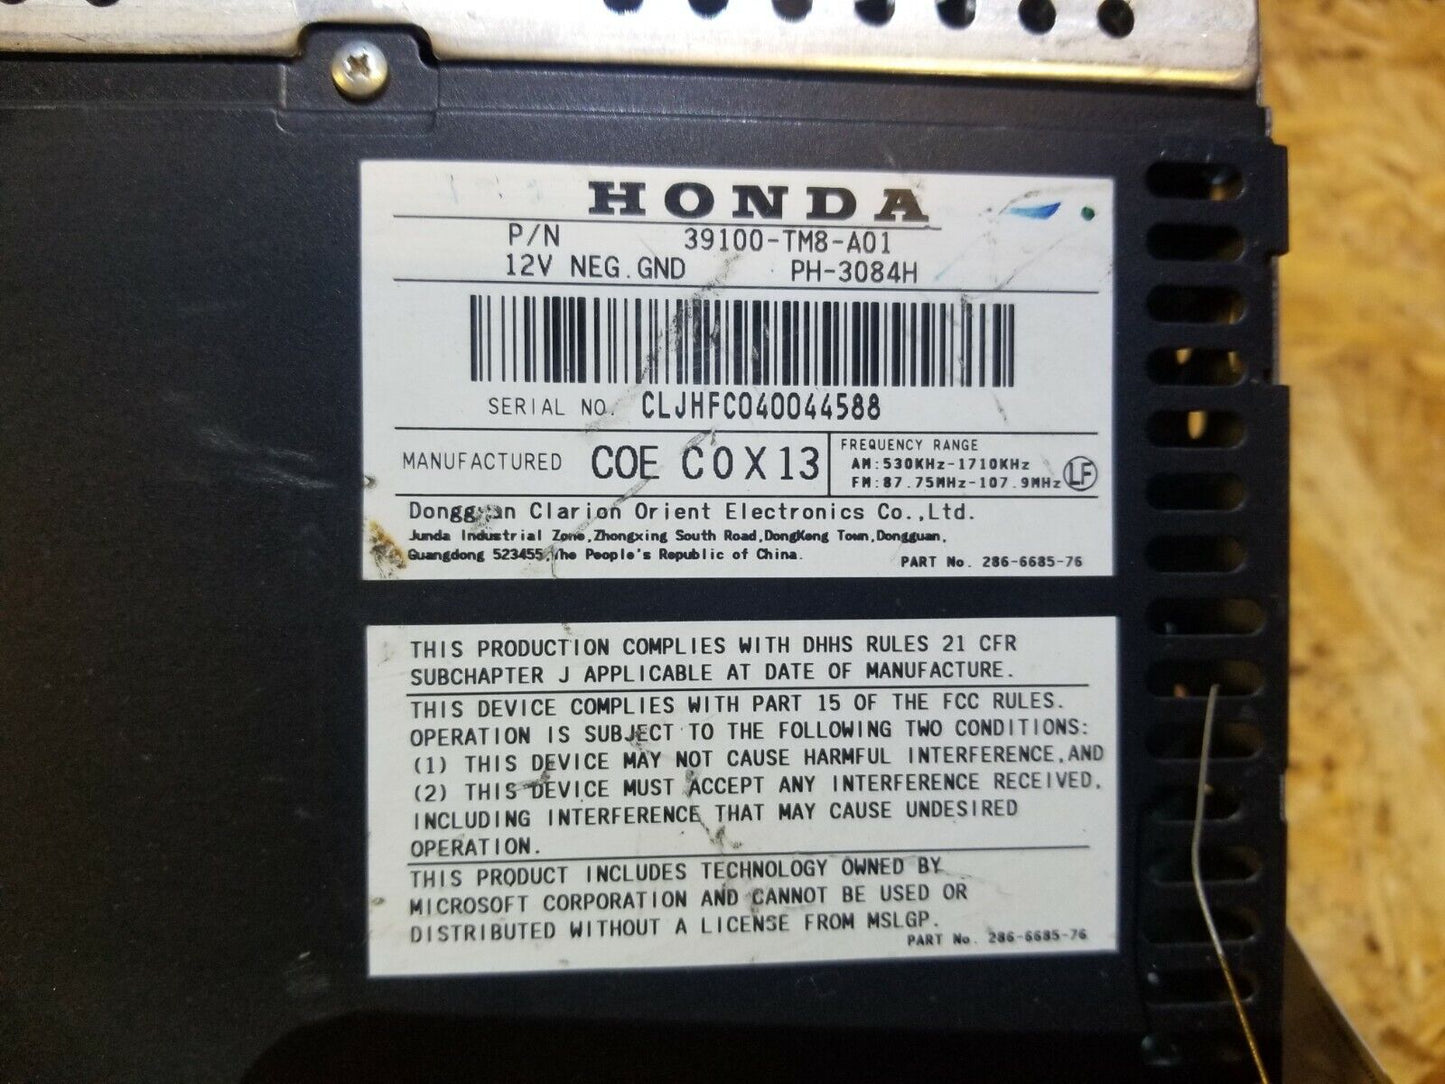 HONDA
P/N 39100-TM8-A01
12V NEG.GND PH-3084H
SERIAL NO. CLJHFC040044588
MANUFACTURED COE C0X13
FREQUENCY RANGE
AM:530KHz-1710KHz
FM:87.75MHz-107.9MHz
LF
Dongguan Clarion Orient Electronics Co.,Ltd.
Junda Industrial Zone,Zhongxing South Road,DongKeng Town,Dongguan,
Guangdong 523455,The People's Republic of China.
PART No. 286-6685-76
THIS PRODUCTION COMPLIES WITH DHHS RULES 21 CFR
SUBCHAPTER J APPLICABLE AT DATE OF MANUFACTURE.
THIS DEVICE COMPLIES WITH PART 15 OF THE FCC RULES.
OPERATION IS SUBJECT TO THE FOLLOWING TWO CONDITIONS:
(1) THIS DEVICE MAY NOT CAUSE HARMFUL INTERFERENCE,AND
(2) THIS DEVICE MUST ACCEPT ANY INTERFERENCE RECEIVED,
INCLUDING INTERFERENCE THAT MAY CAUSE UNDESIRED
OPERATION.
THIS PRODUCT INCLUDES TECHNOLOGY OWNED BY
MICROSOFT CORPORATION AND CANNOT BE USED OR
DISTRIBUTED WITHOUT A LICENSE FROM MSLGP.
PART No. 286-6685-76